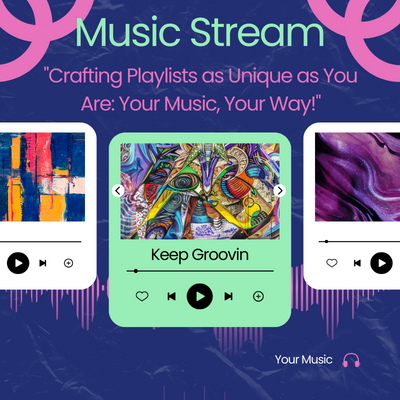 Music Stream
"Crafting Playlists as Unique as You
Are: Your Music, Your Way!"
Keep Groovin
Your Music